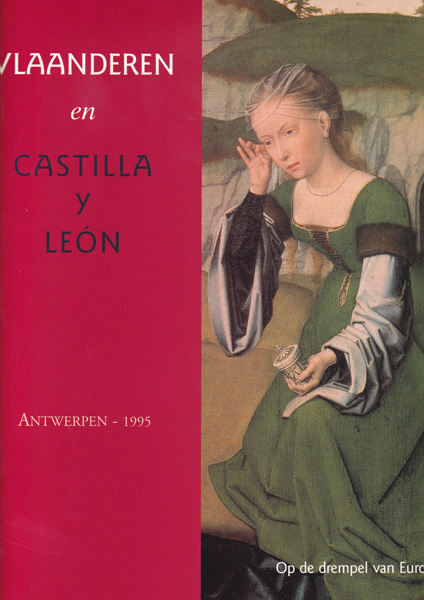 VLAANDEREN
en
CASTILLA
y
LEÓN
ANTWERPEN - 1995
Op de drempel van Euro